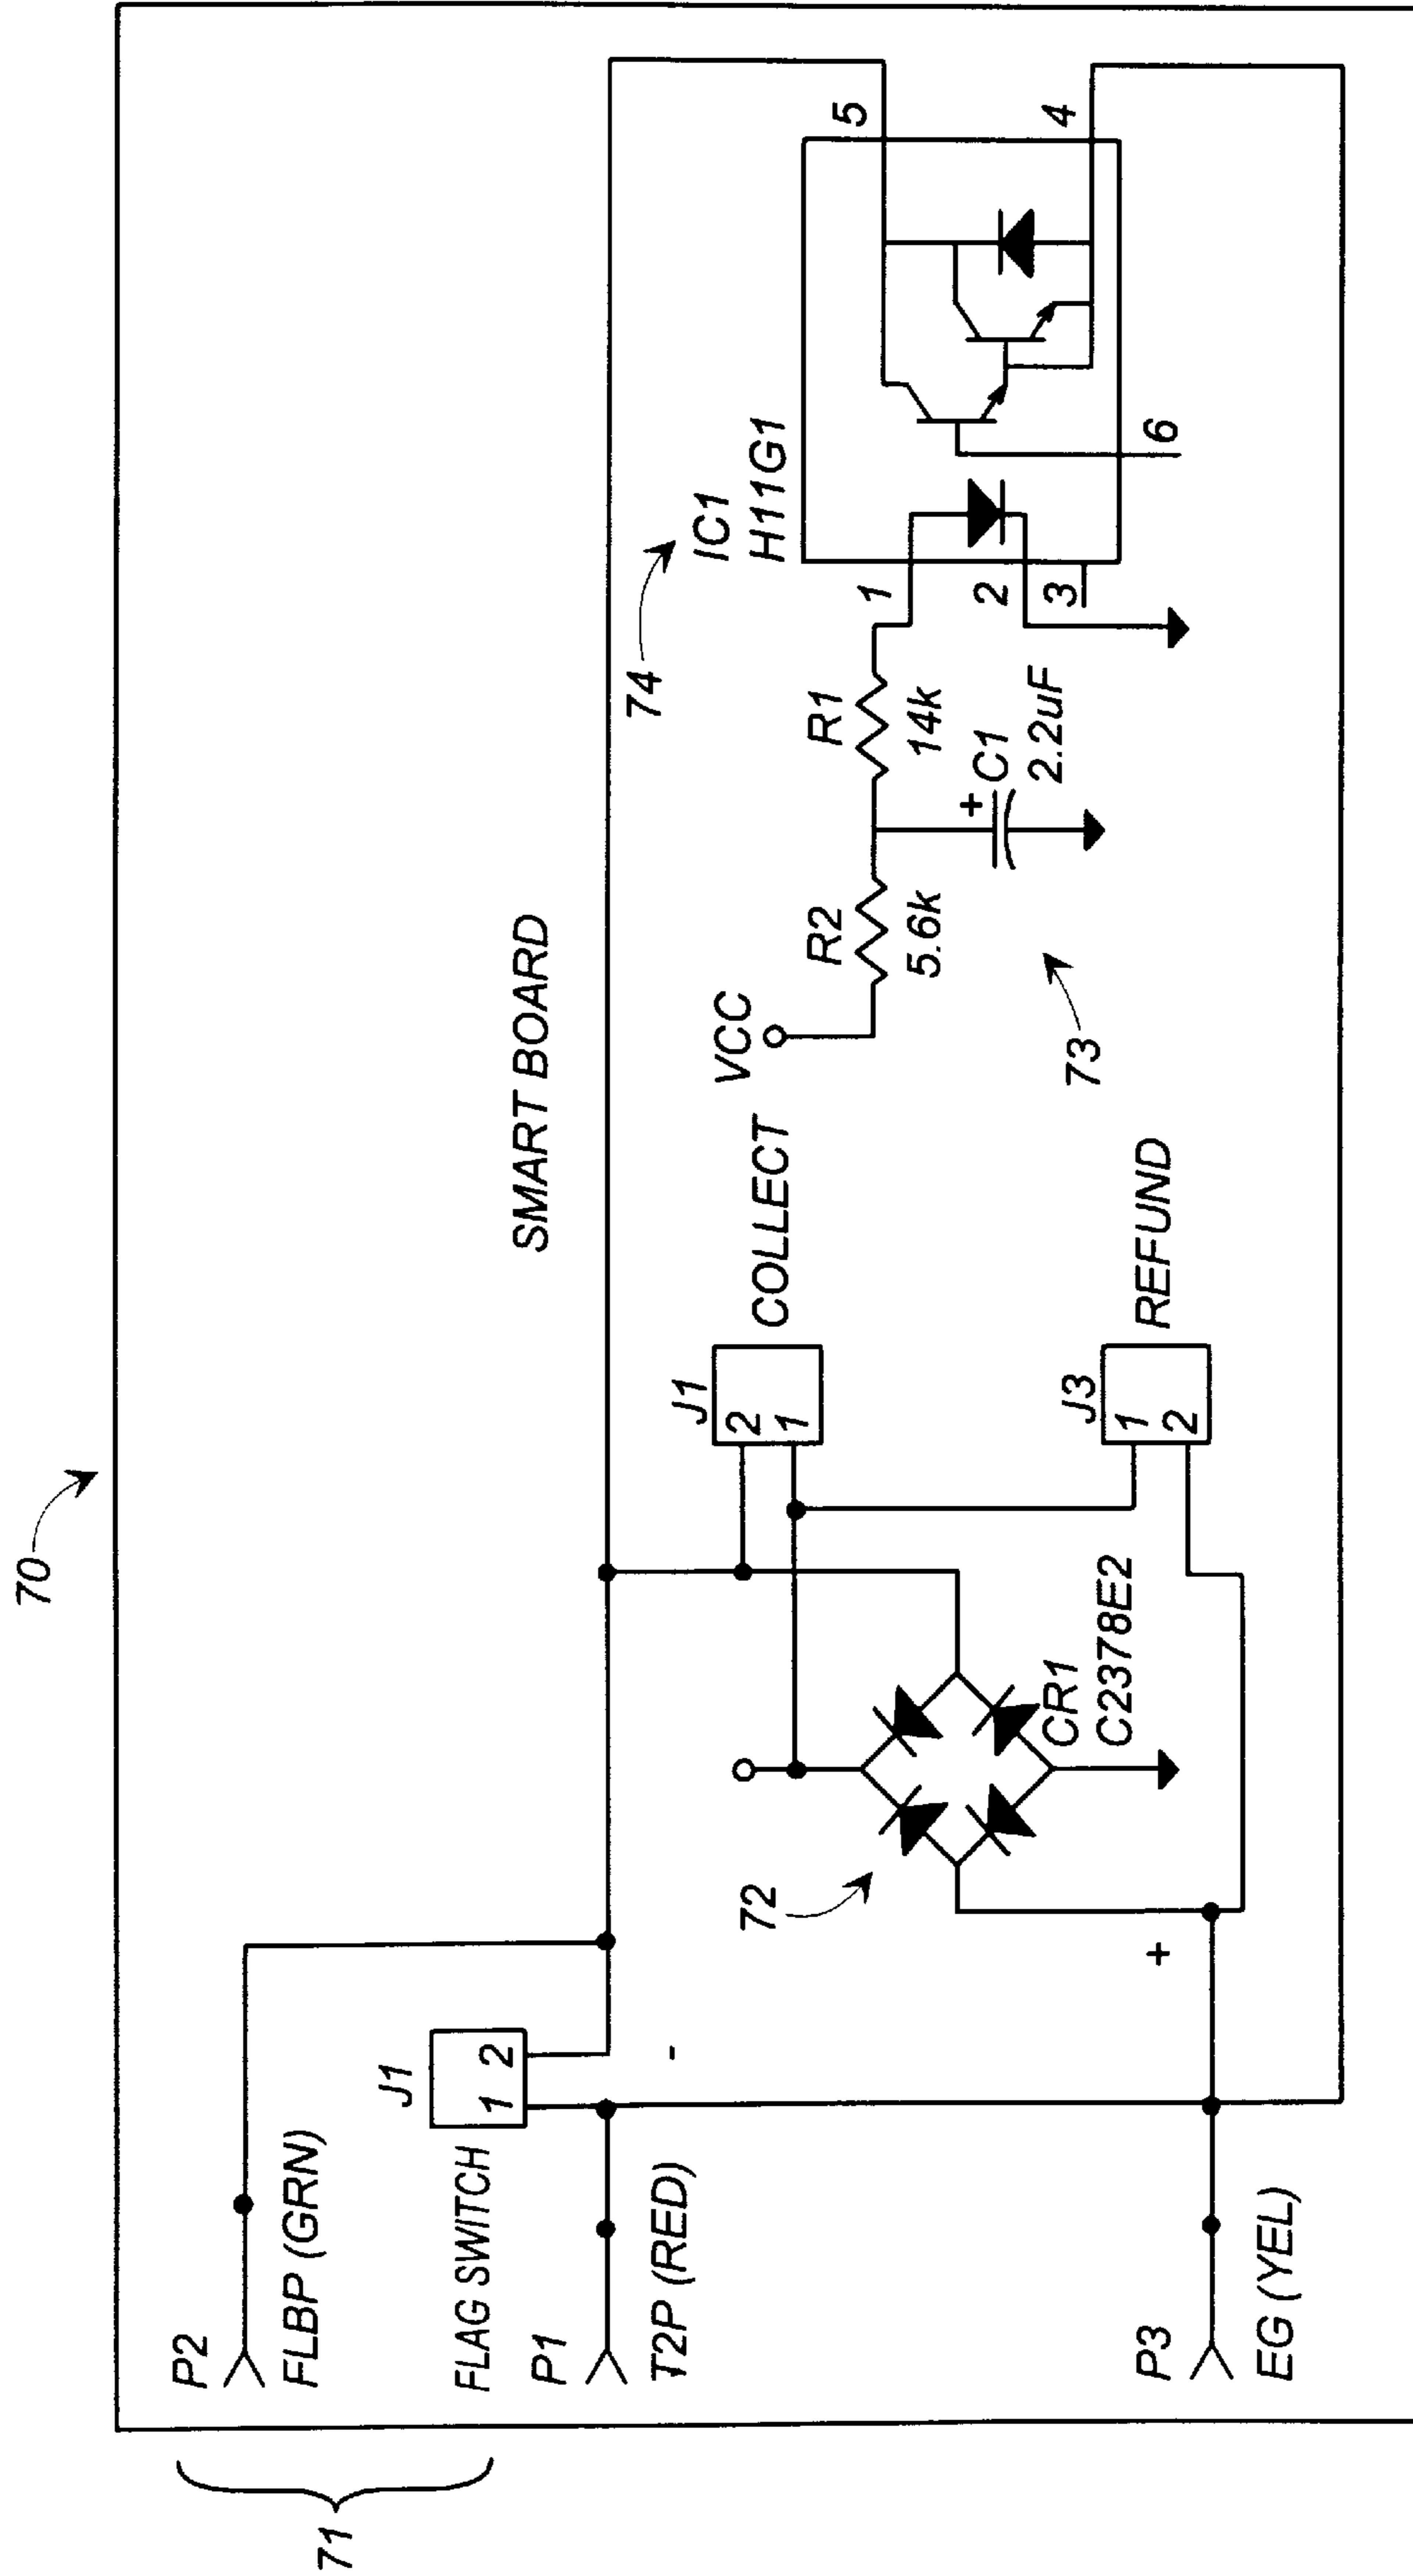 70
71
P2
FLBP (GRN)
J1
1 2
FLAG SWITCH
P1
T2P (RED)
-
P3
EG (YEL)
+
72
CR1
C2378E2
SMART BOARD
J1
2
1
COLLECT
J3
1
2
REFUND
VCC
R2
5.6k
R1
14k
+
C1
2.2uF
73
74
IC1
H11G1
1
2
3
5
4
6